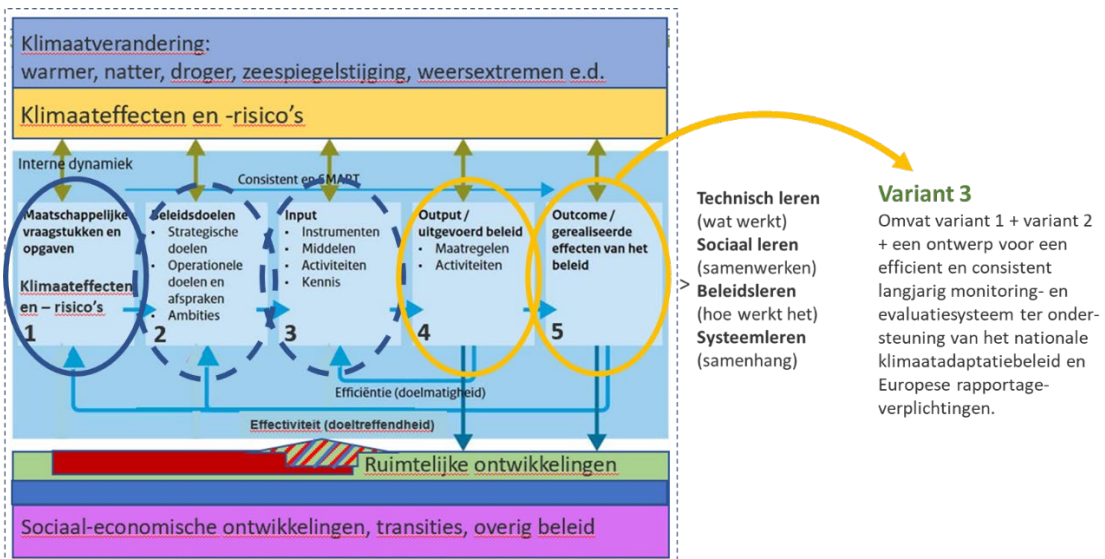 Klimaatverandering:
warmer, natter, droger, zeespiegelstijging, weersextremen e.d.
Klimaateffecten en -risico's
Interne dynamiek
Consistent en SMART
Maatschappelijke
vraagstukken en
opgaven
Klimaateffecten
en – risico's
1
Beleidsdoelen
• Strategische
doelen
• Operationele
doelen en
afspraken
• Ambities
2
Input
• Instrumenten
• Middelen
• Activiteiten
• Kennis
3
Output /
uitgevoerd beleid
• Maatregelen
• Activiteiten
4
Outcome /
gerealiseerde
effecten van het
beleid
5
Efficiëntie (doelmatigheid)
Effectiviteit (doeltreffendheid)
Ruimtelijke ontwikkelingen
Sociaal-economische ontwikkelingen, transities, overig beleid
>
Technisch leren
(wat werkt)
Sociaal leren
(samenwerken)
Beleidsleren
(hoe werkt het)
Systeemleren
(samenhang)
Variant 3
Omvat variant 1 + variant 2
+ een ontwerp voor een
efficient en consistent
langjarig monitoring- en
evaluatiesysteem ter onder-
steuning van het nationale
klimaatadaptatiebeleid en
Europese rapportage-
verplichtingen.